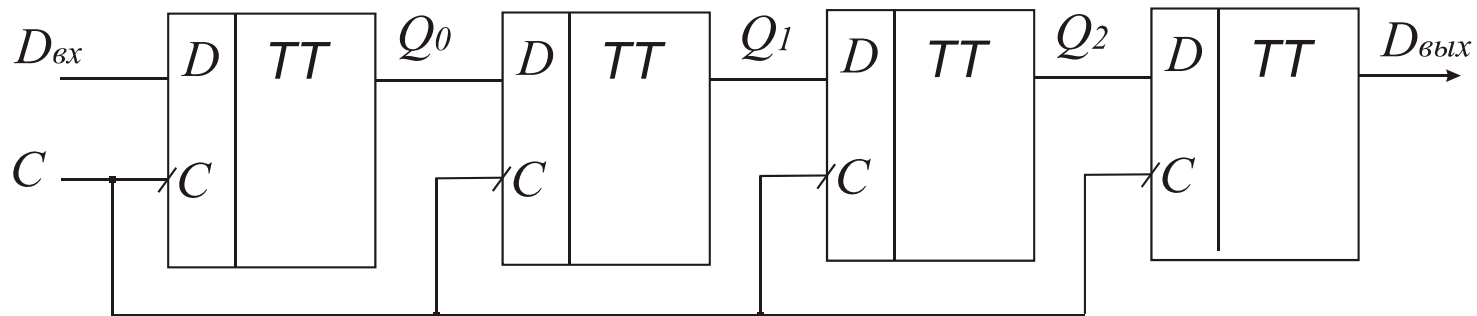 Dвх D TT Q0 D TT Q1 D TT Q2 D TT Dвых
C C C C C